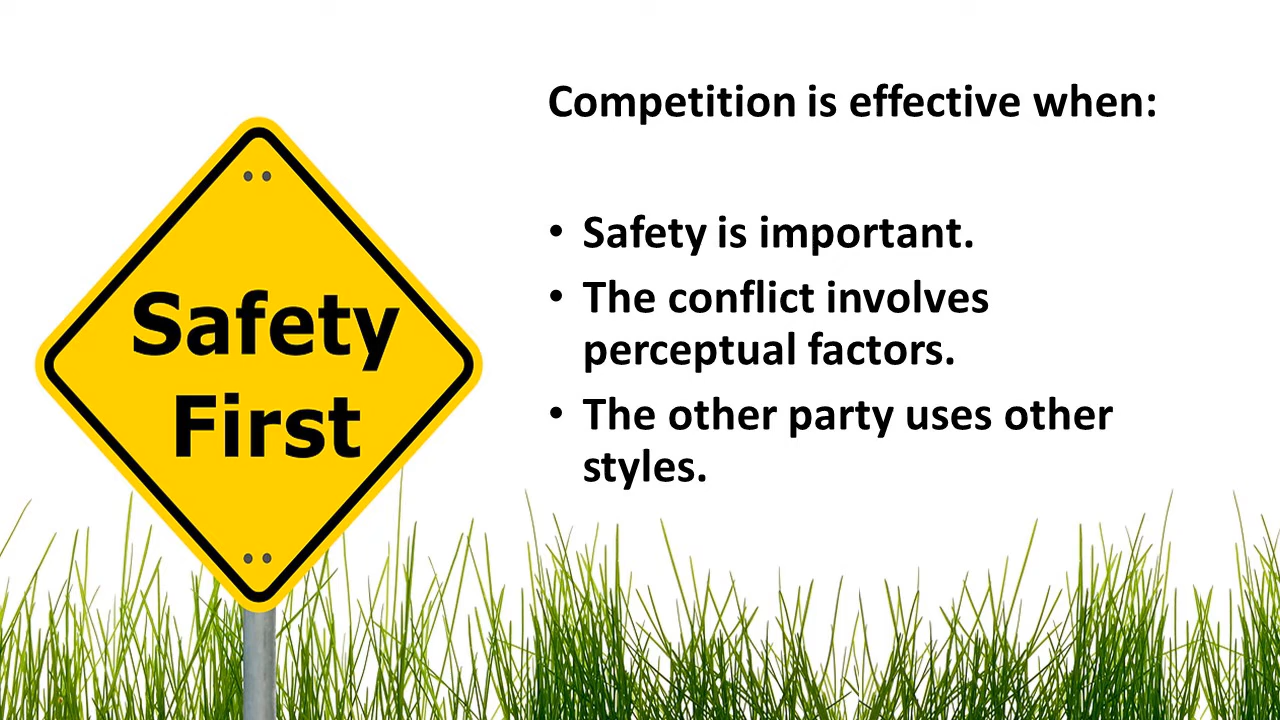 Safety
First
Competition is effective when:
• Safety is important.
• The conflict involves
perceptual factors.
• The other party uses other
styles.